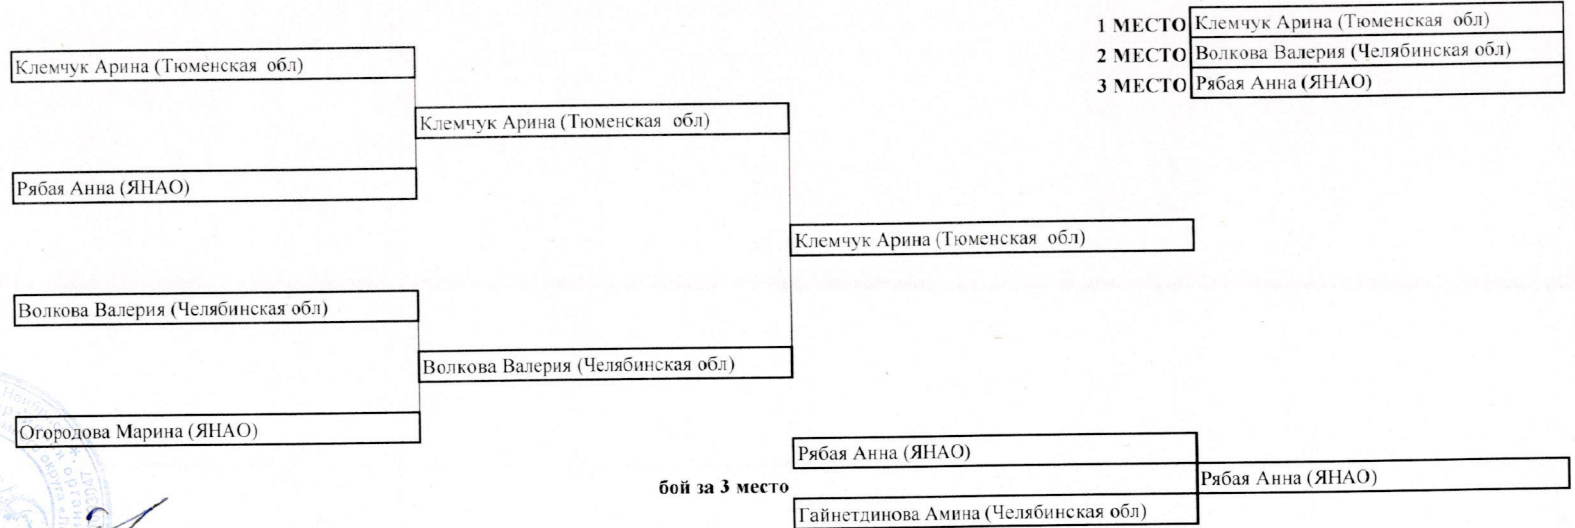 1 МЕСТО Клемчук Арина (Тюменская обл)
2 МЕСТО Волкова Валерия (Челябинская обл)
3 МЕСТО Рябая Анна (ЯНАО)
Клемчук Арина (Тюменская обл)
Клемчук Арина (Тюменская обл)
Рябая Анна (ЯНАО)
Клемчук Арина (Тюменская обл)
Волкова Валерия (Челябинская обл)
Волкова Валерия (Челябинская обл)
Огородова Марина (ЯНАО)
Рябая Анна (ЯНАО)
бой за 3 место
Рябая Анна (ЯНАО)
Гайнетдинова Амина (Челябинская обл)